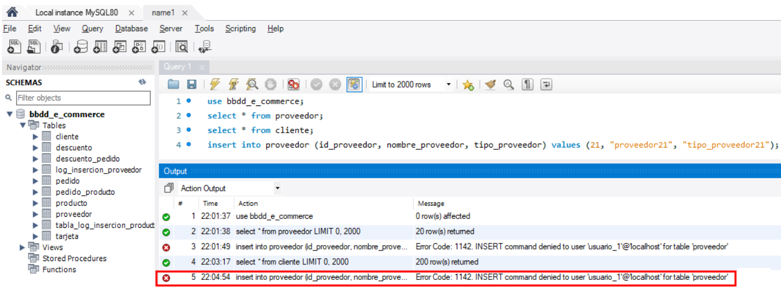 Local instance MySQL80 × name1 ×
File Edit View Query Database Server Tools Scripting Help
Navigator
Query 1 ×
SCHEMAS
Filter objects
Limit to 2000 rows
bbdd_e_commerce
Tables
cliente
descuento
descuento_pedido
log_insercion_proveedor
pedido
pedido_producto
producto
proveedor
tabla_log_insercion_product
tarjeta
Views
Stored Procedures
Functions
1 use bbdd_e_commerce;
2 select * from proveedor;
3 select * from cliente;
4 insert into proveedor (id_proveedor, nombre_proveedor, tipo_proveedor) values (21, "proveedor21", "tipo_proveedor21");
Output
Action Output
# Time Action Message
1 22:01:37 use bbdd_e_commerce 0 row(s) affected
2 22:01:38 select * from proveedor LIMIT 0, 2000 20 row(s) returned
3 22:01:49 insert into proveedor (id_proveedor, nombre_prove... Error Code: 1142. INSERT command denied to user 'usuario_1'@'localhost' for table 'proveedor'
4 22:03:17 select * from cliente LIMIT 0, 2000 200 row(s) returned
5 22:04:54 insert into proveedor (id_proveedor, nombre_prove... Error Code: 1142. INSERT command denied to user 'usuario_1'@'localhost' for table 'proveedor'